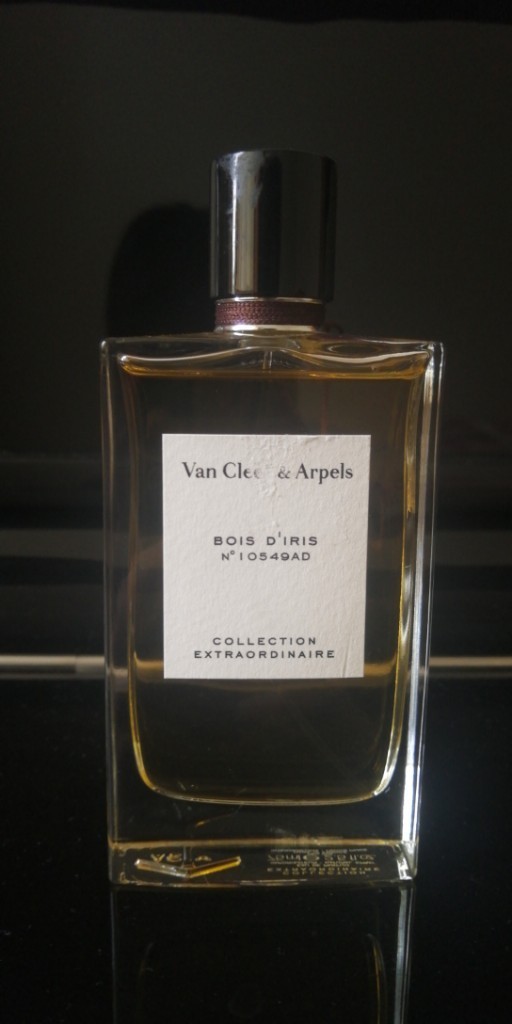 Van Cleef & Arpels
BOIS D'IRIS
N°10549AD
COLLECTION
EXTRAORDINAIRE